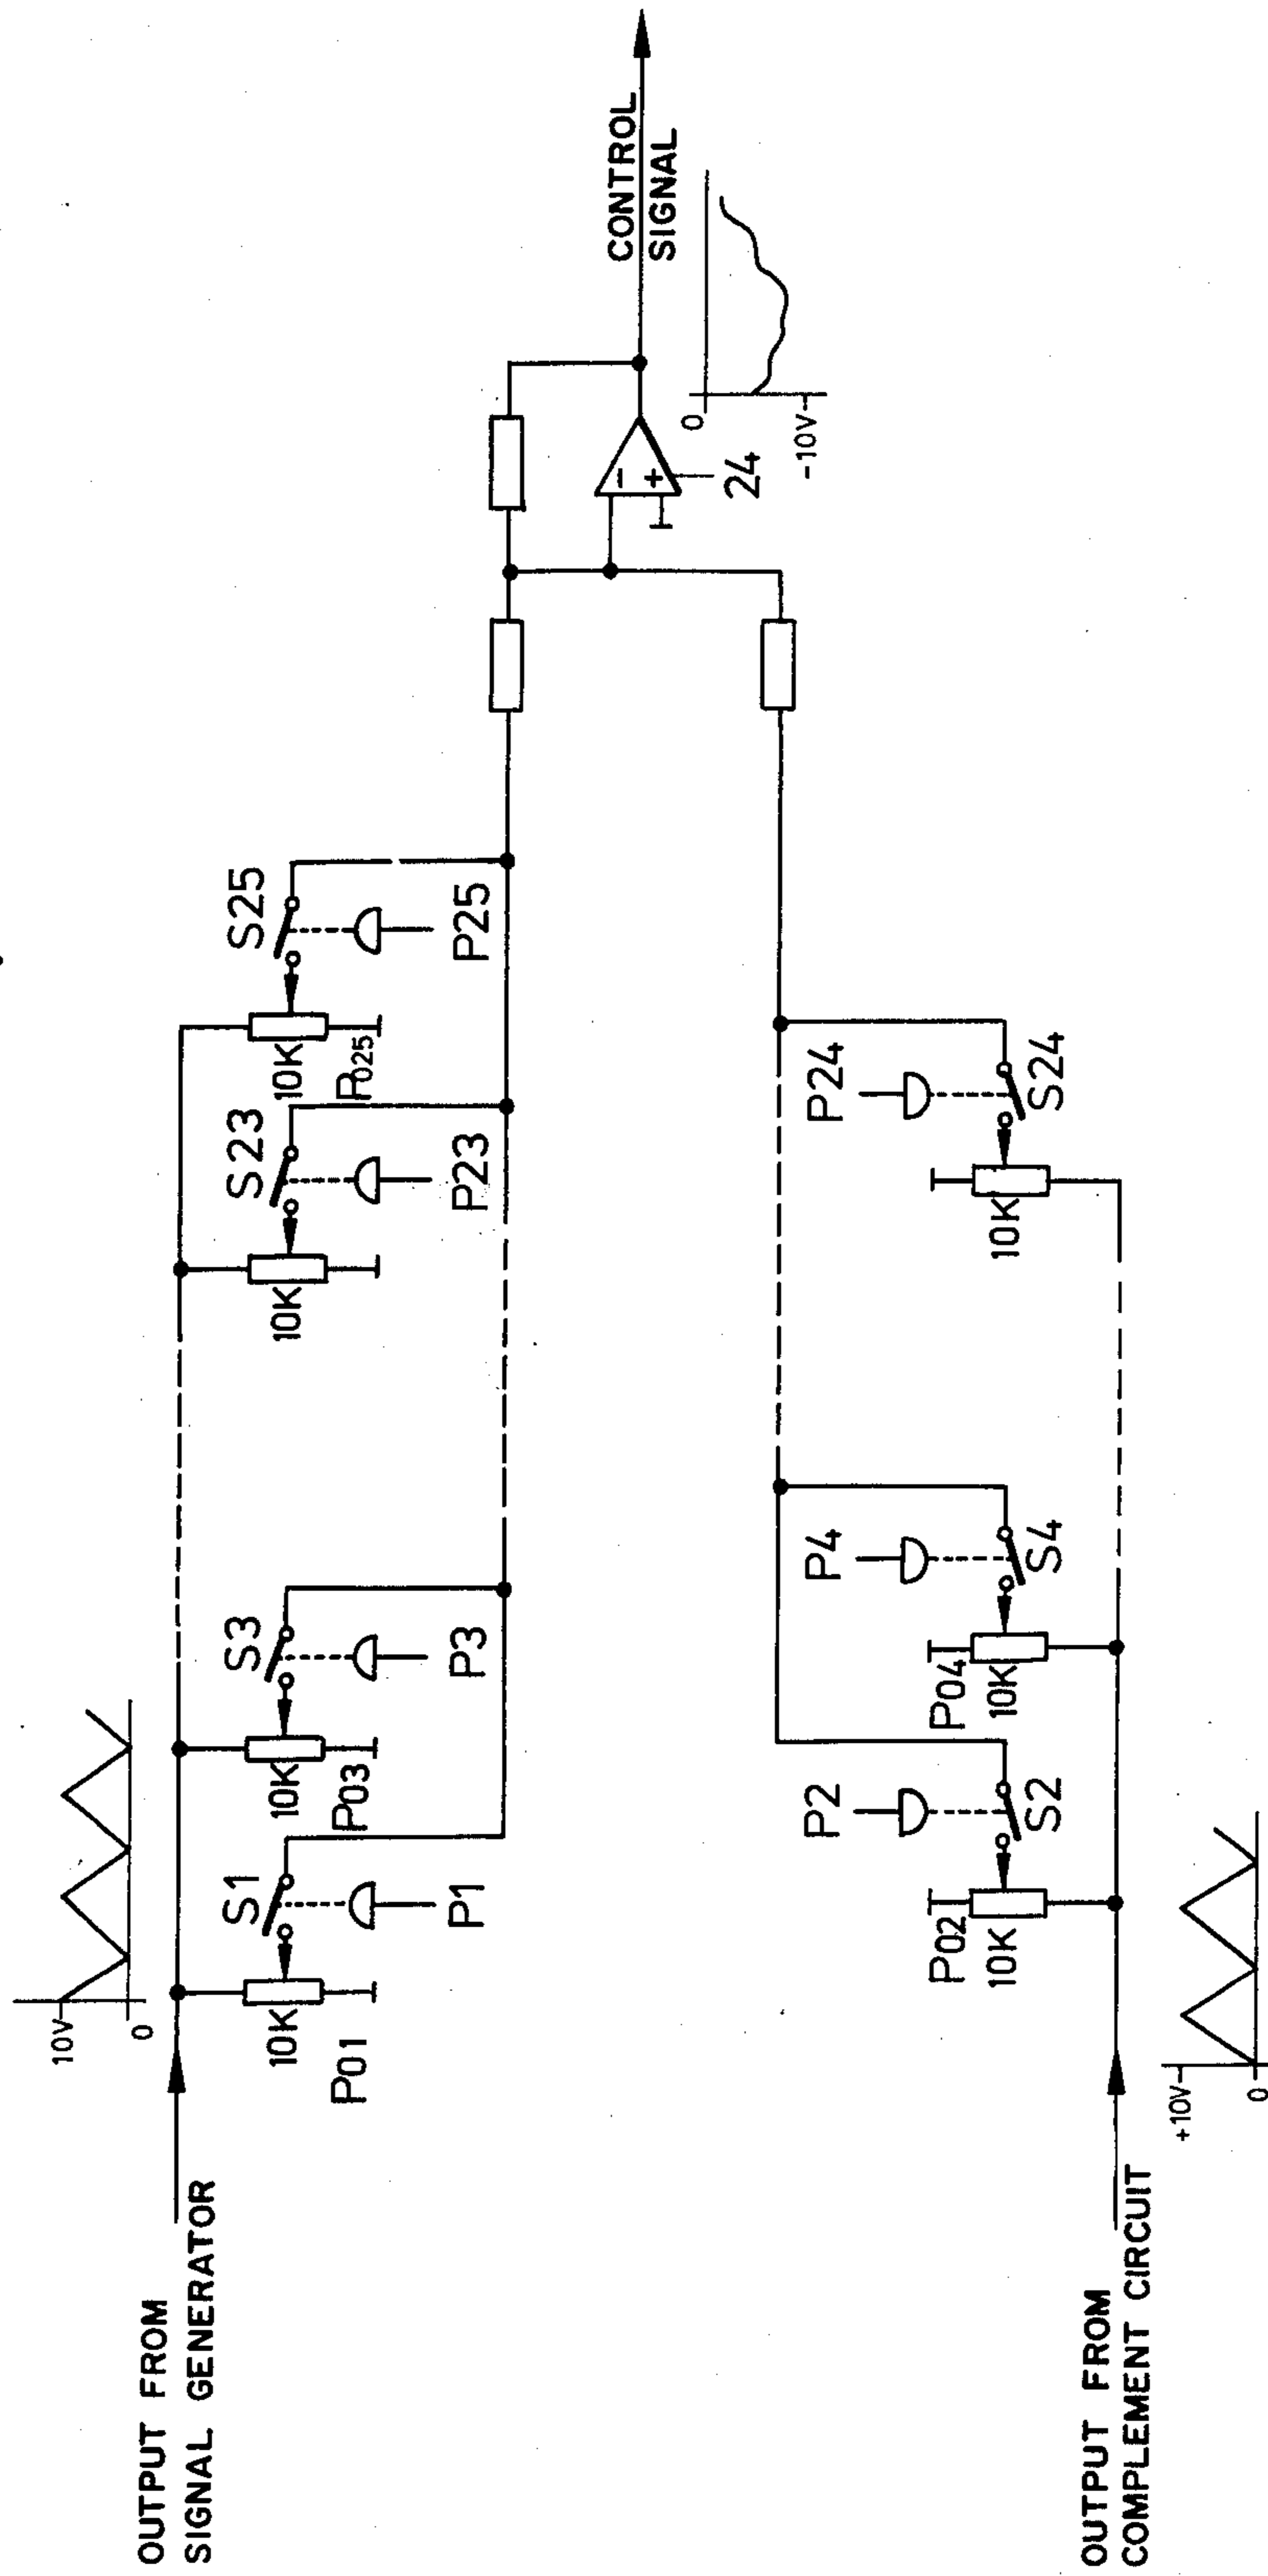 OUTPUT FROM
SIGNAL GENERATOR
10V
0
10K
P01
S1
P1
10K
P03
S3
P3
10K
S23
P23
10K
P025
S25
P25
CONTROL
SIGNAL
-
+
24
0
-10V
OUTPUT FROM
COMPLEMENT CIRCUIT
+10V
0
P02
10K
P2
S2
P04
10K
P4
S4
10K
P24
S24